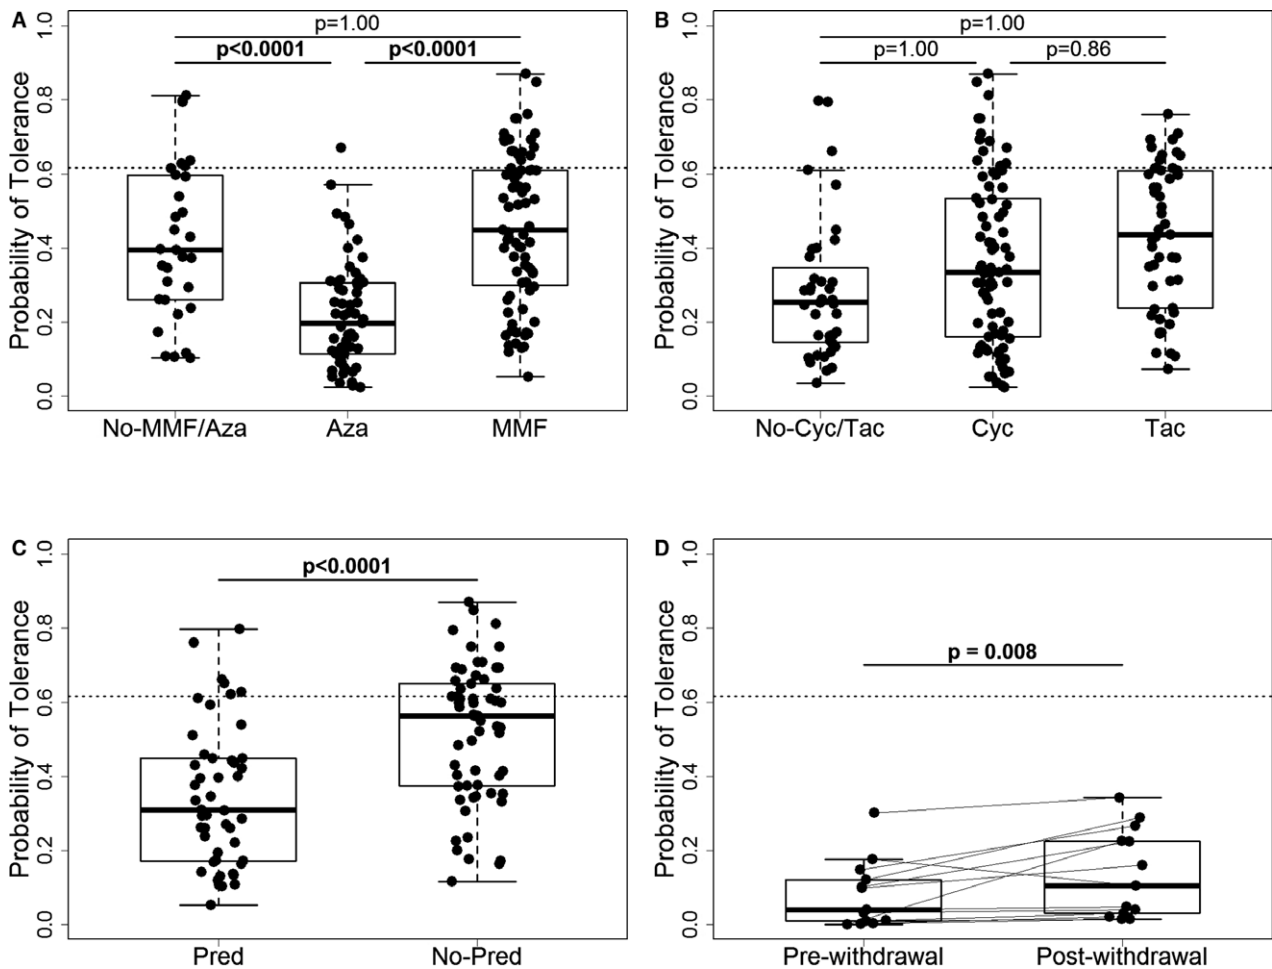 A
p=1.00
p<0.0001
p<0.0001
Probability of Tolerance
1.0
0.8
0.6
0.4
0.2
0.0
No-MMF/Aza
Aza
MMF
B
p=1.00
p=1.00
p=0.86
Probability of Tolerance
1.0
0.8
0.6
0.4
0.2
0.0
No-Cyc/Tac
Cyc
Tac
C
p<0.0001
Probability of Tolerance
1.0
0.8
0.6
0.4
0.2
0.0
Pred
No-Pred
D
p = 0.008
Probability of Tolerance
1.0
0.8
0.6
0.4
0.2
0.0
Pre-withdrawal
Post-withdrawal